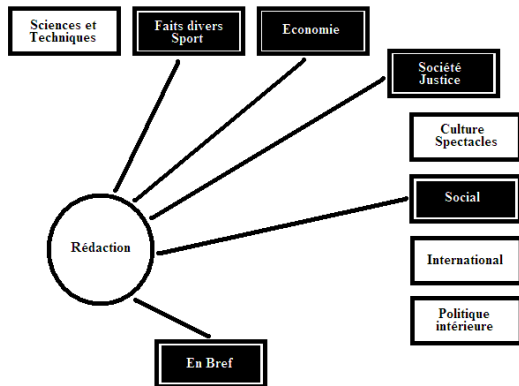 Sciences et
Techniques
Faits divers
Sport
Economie
Société
Justice
Culture
Spectacles
Social
Rédaction
International
Politique
intérieure
En Bref